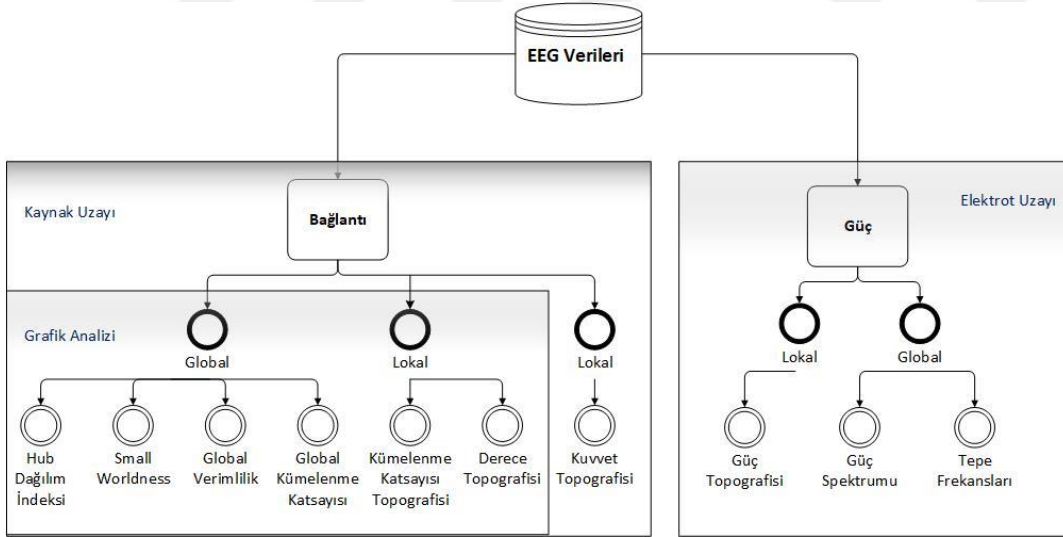 EEG Verileri
Kaynak Uzayı
Bağlantı
Elektrot Uzayı
Güç
Grafik Analizi
Global
Lokal
Lokal
Lokal
Global
Hub
Dağılım
İndeksi
Small
Worldness
Global
Verimlilik
Global
Kümelenme
Katsayısı
Kümelenme
Katsayısı
Topografisi
Derece
Topografisi
Kuvvet
Topografisi
Güç
Topografisi
Güç
Spektrumu
Tepe
Frekansları